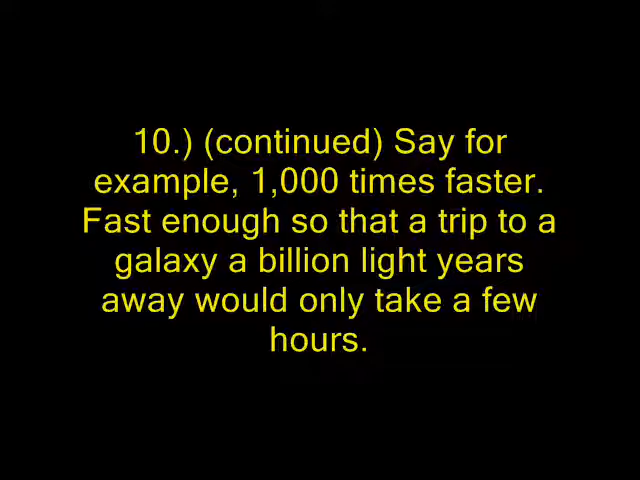 10.) (continued) Say for
example, 1,000 times faster.
Fast enough so that a trip to a
galaxy a billion light years
away would only take a few
hours.